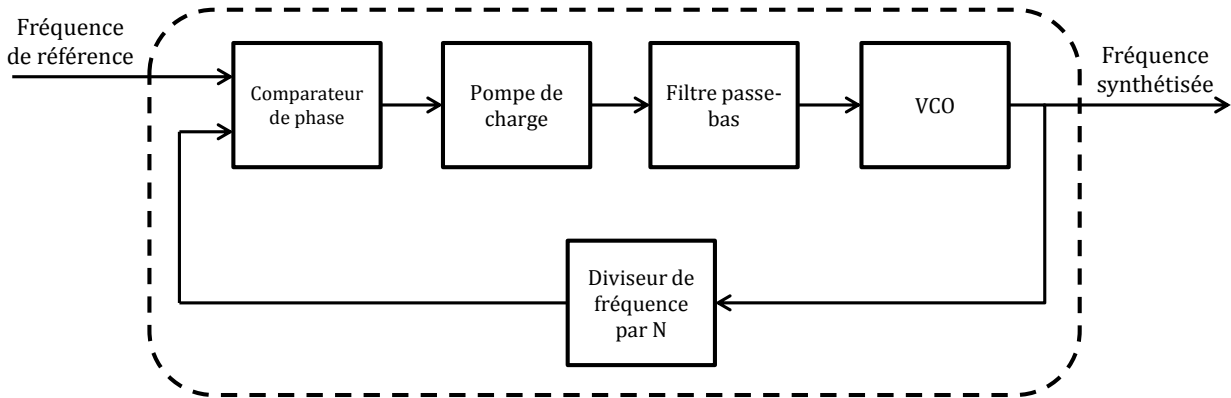 Fréquence
de référence
Comparateur
de phase
Pompe de
charge
Filtre passe-
bas
VCO
Fréquence
synthétisée
Diviseur de
fréquence
par N